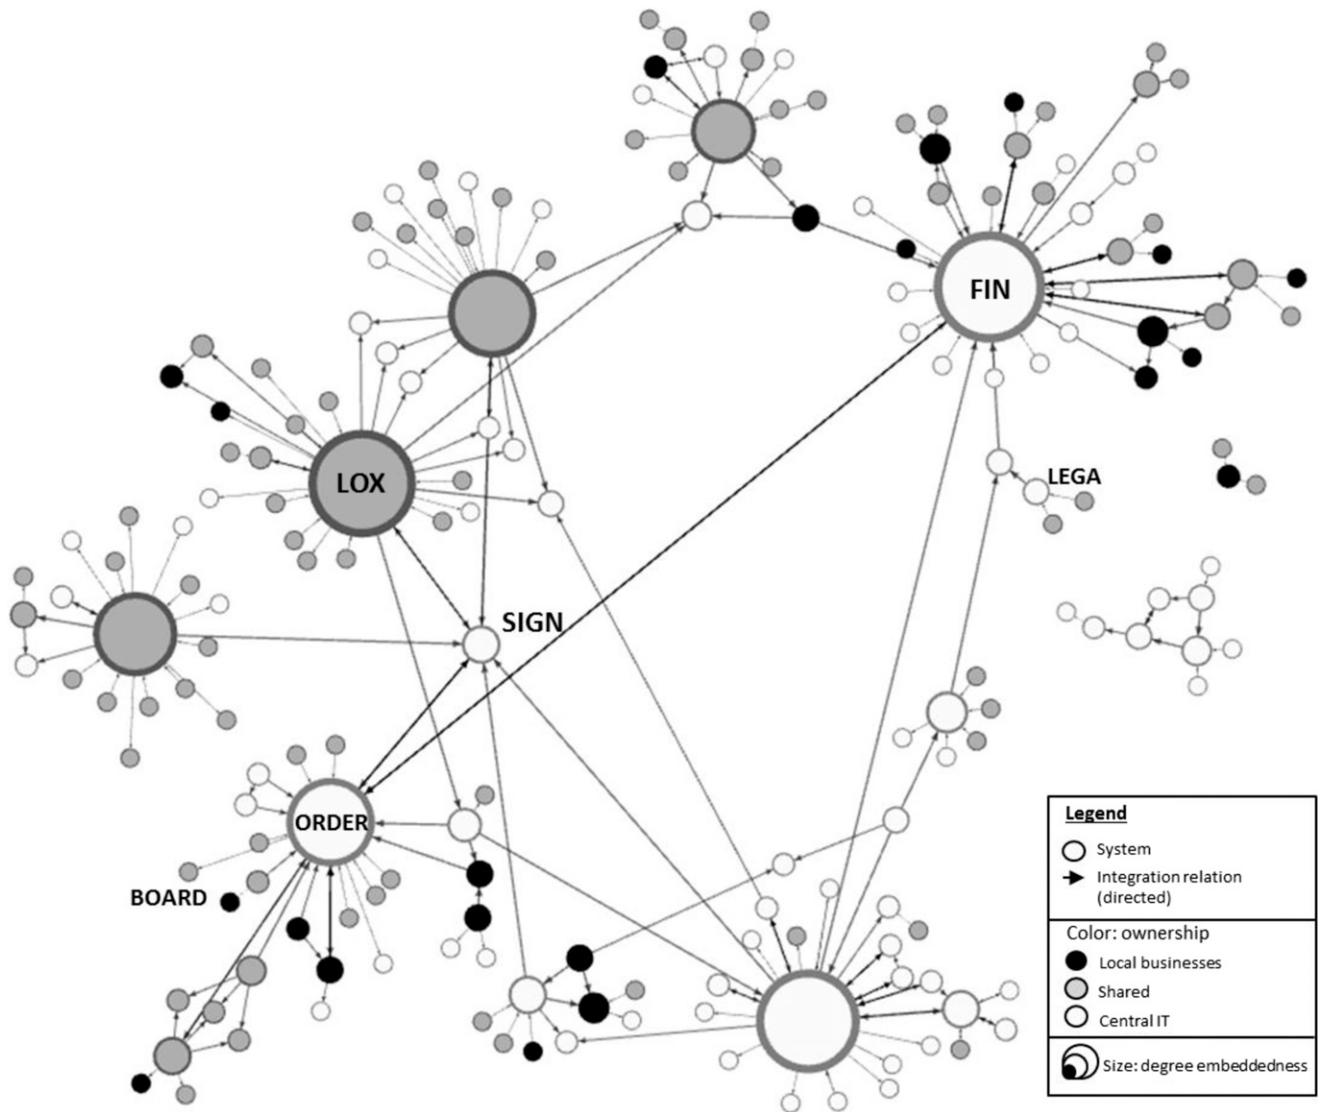 FIN
LEGA
LOX
SIGN
ORDER
BOARD
Legend
System
Integration relation
(directed)
Color: ownership
Local businesses
Shared
Central IT
Size: degree embeddedness